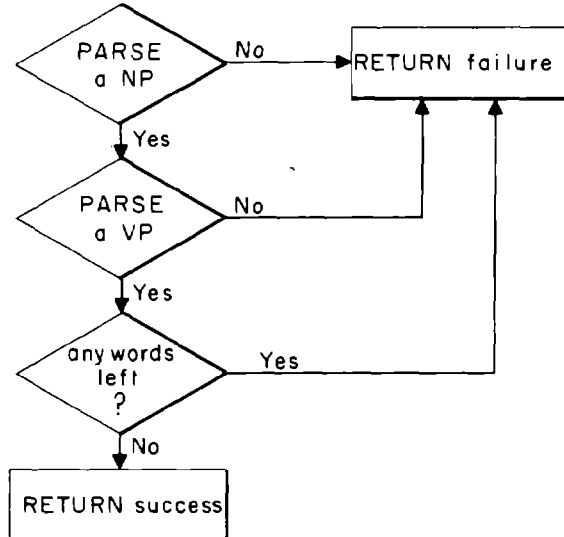 PARSE
a NP
No
RETURN failure
Yes
PARSE
a VP
No
Yes
any words
left
?
Yes
No
RETURN success